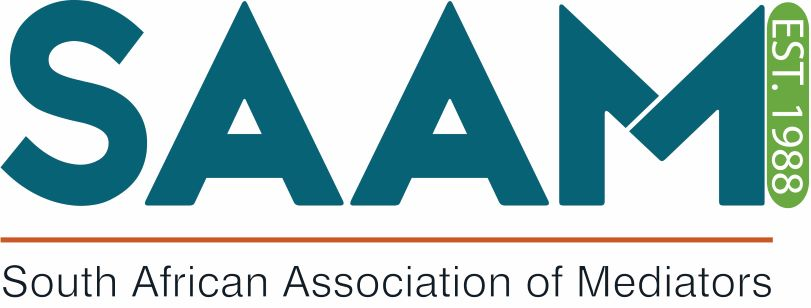 SAAM
EST. 1988
South African Association of Mediators